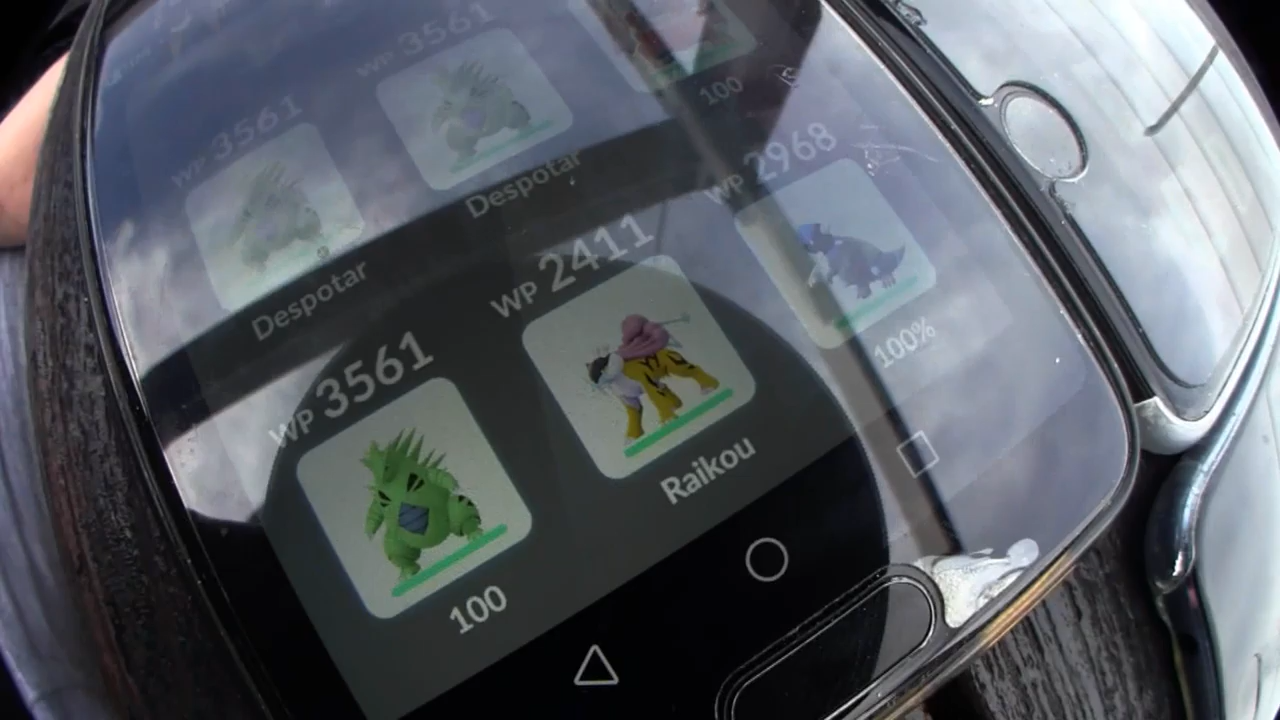 WP 3561
WP 3561
100
Despotar
Despotar
WP 3561
WP 2411
WP 2968
100
Raikou
100%